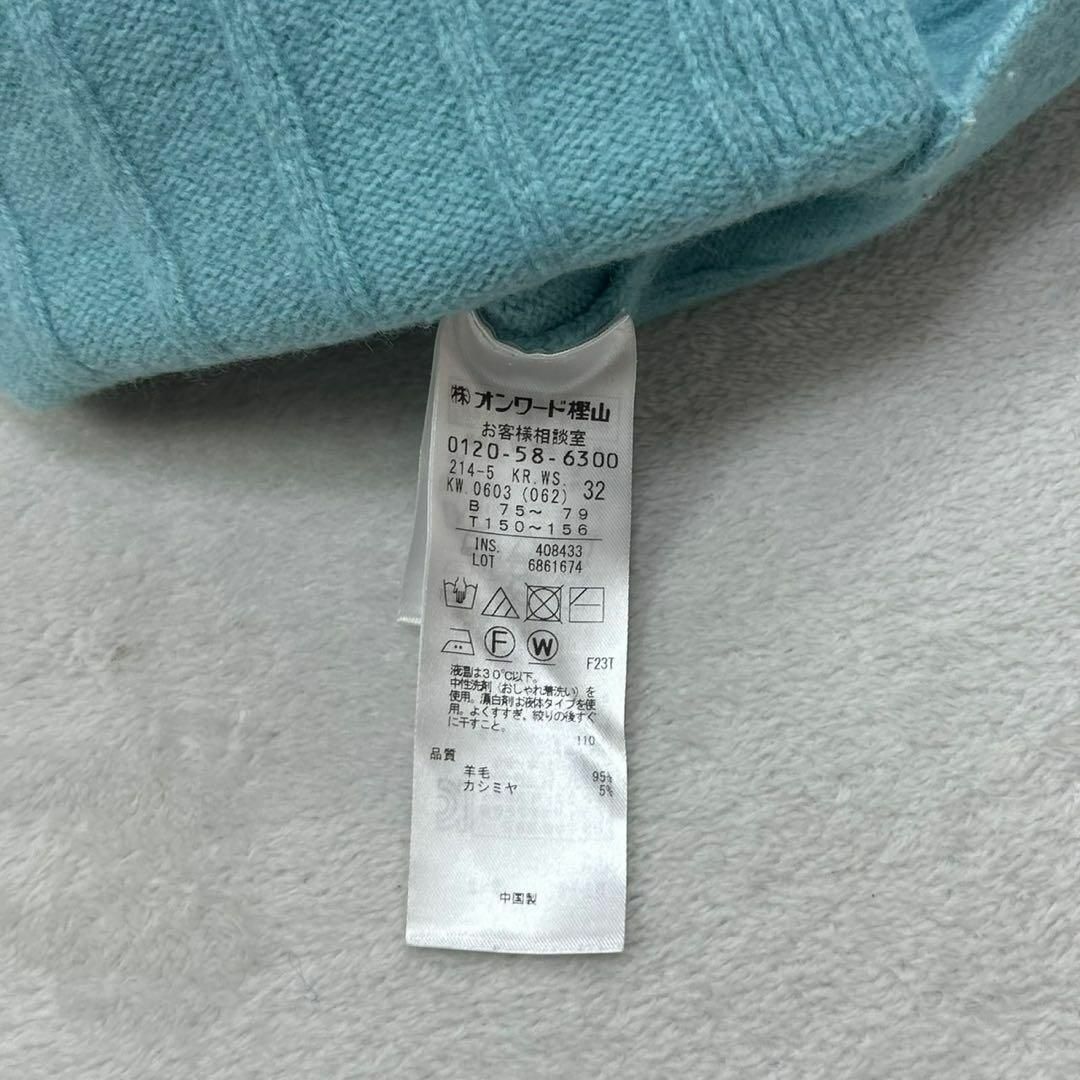 ㈱オンワード樫山
お客様相談室
0120-58-6300
214-5 KR.WS. 32
KW.0603 (062)
B 75～ 79
T 150～156
INS. 408433
LOT 6861674
F W
F23T
液温は30℃以下。
中性洗剤（おしゃれ着洗い）を
使用。漂白剤は液体タイプを使
用。よくすすぎ、絞りの後すぐ
に干すこと。
110
品質
羊毛 95%
カシミヤ 5%
中国製